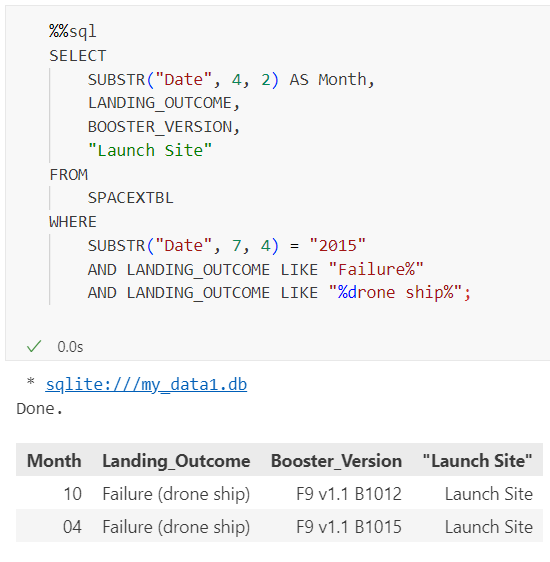 %%sql
SELECT
SUBSTR("Date", 4, 2) AS Month,
LANDING_OUTCOME,
BOOSTER_VERSION,
"Launch Site"
FROM
SPACEXTBL
WHERE
SUBSTR("Date", 7, 4) = "2015"
AND LANDING_OUTCOME LIKE "Failure%"
AND LANDING_OUTCOME LIKE "%drone ship%";
0.0s
* sqlite:///my_data1.db
Done.
Month Landing_Outcome Booster_Version "Launch Site"
10 Failure (drone ship) F9 v1.1 B1012 Launch Site
04 Failure (drone ship) F9 v1.1 B1015 Launch Site